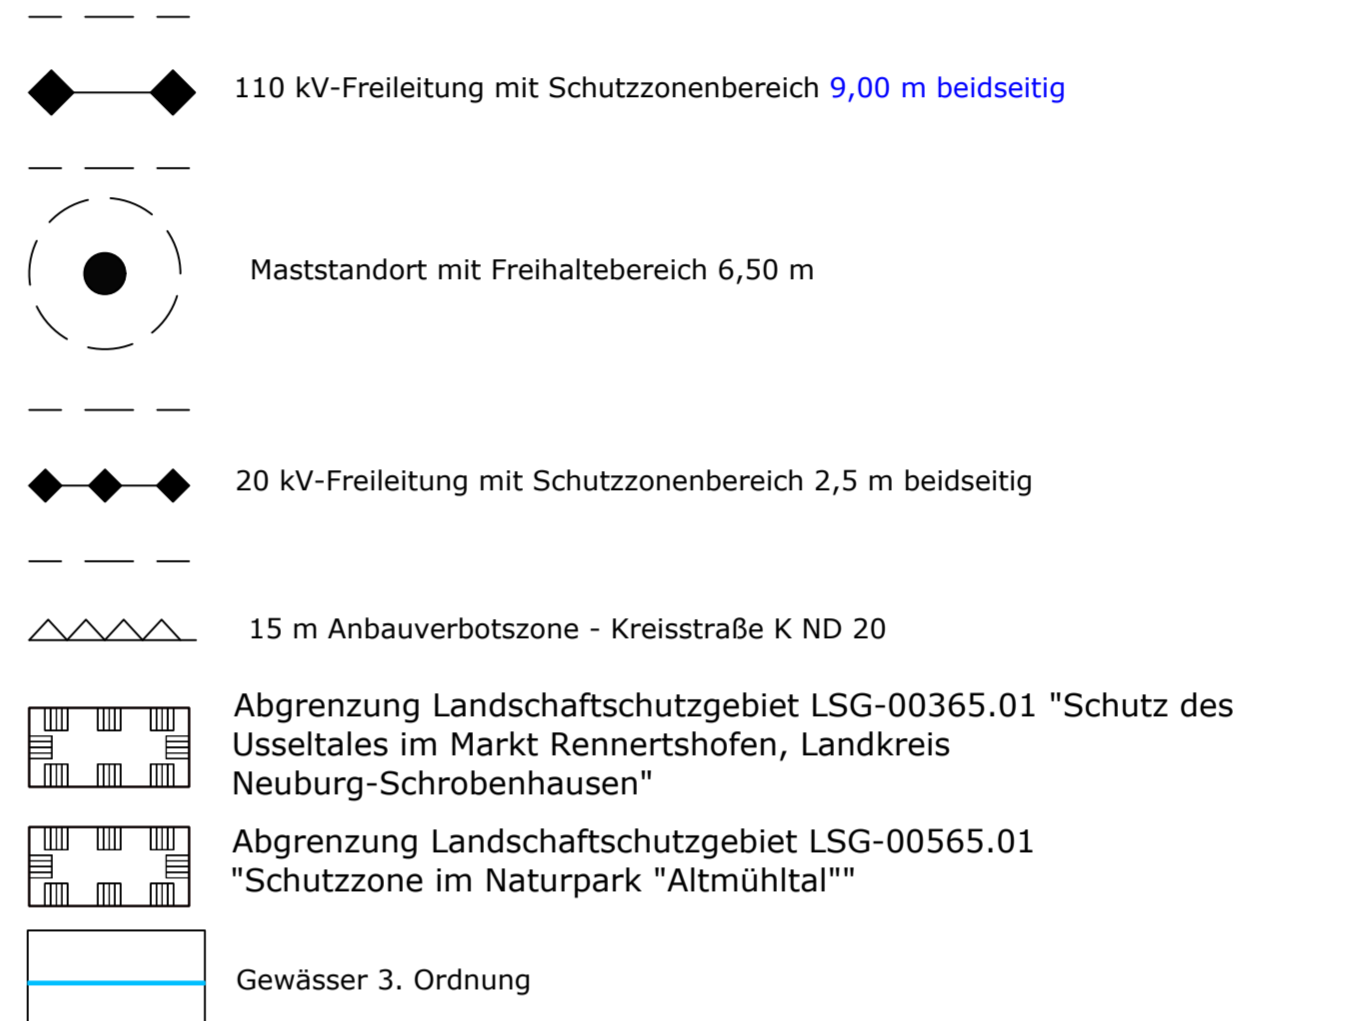 110 kV-Freileitung mit Schutzzonenbereich 9,00 m beidseitig
Maststandort mit Freihaltebereich 6,50 m
20 kV-Freileitung mit Schutzzonenbereich 2,5 m beidseitig
15 m Anbauverbotszone - Kreisstraße K ND 20
Abgrenzung Landschaftschutzgebiet LSG-00365.01 "Schutz des
Usseltales im Markt Rennertshofen, Landkreis
Neuburg-Schrobenhausen"
Abgrenzung Landschaftschutzgebiet LSG-00565.01
"Schutzzone im Naturpark "Altmühltal""
Gewässer 3. Ordnung